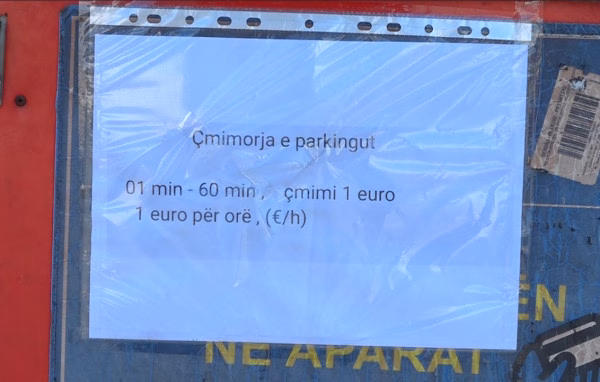 Çmimorja e parkingut
01 min - 60 min , çmimi 1 euro
1 euro për orë , (€/h)
NË APARAT